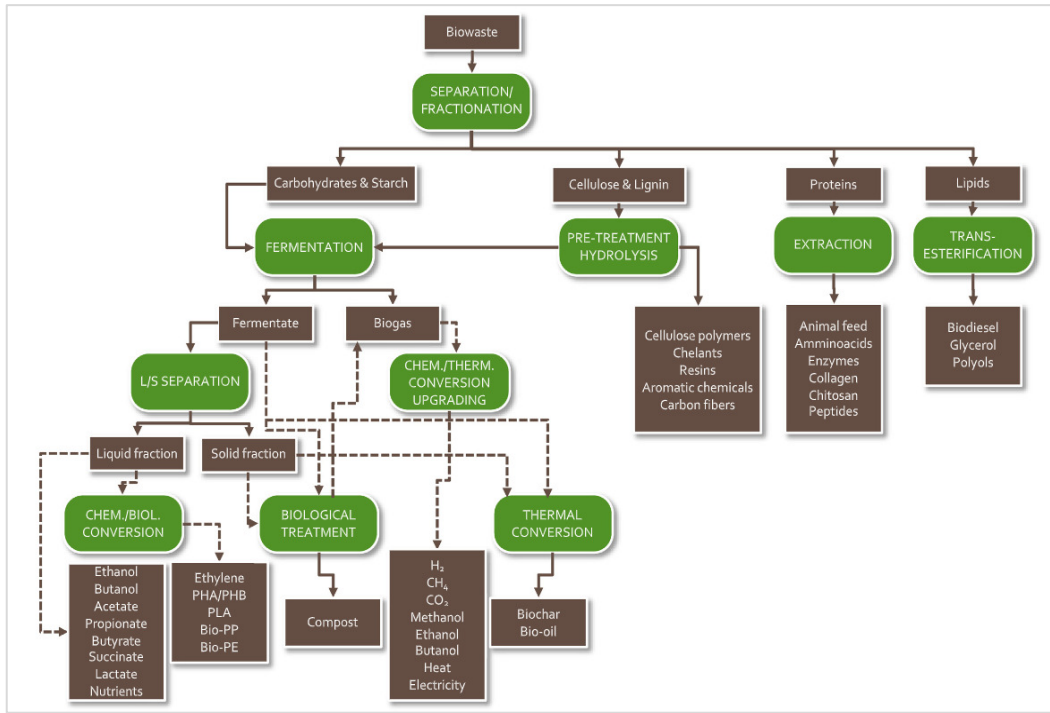 Biowaste
SEPARATION/
FRACTIONATION
Carbohydrates & Starch
Cellulose & Lignin
Proteins
Lipids
FERMENTATION
PRE-TREATMENT
HYDROLYSIS
EXTRACTION
TRANS-
ESTERIFICATION
Fermentate
Biogas
Cellulose polymers
Chelants
Resins
Aromatic chemicals
Carbon fibers
Animal feed
Amminoacids
Enzymes
Collagen
Chitosan
Peptides
Biodiesel
Glycerol
Polyols
L/S SEPARATION
CHEM./THERM.
CONVERSION
UPGRADING
Liquid fraction
Solid fraction
CHEM./BIOL.
CONVERSION
BIOLOGICAL
TREATMENT
THERMAL
CONVERSION
Ethanol
Butanol
Acetate
Propionate
Butyrate
Succinate
Lactate
Nutrients
Ethylene
PHA/PHB
PLA
Bio-PP
Bio-PE
Compost
H₂
CH₄
CO₂
Methanol
Ethanol
Butanol
Heat
Electricity
Biochar
Bio-oil